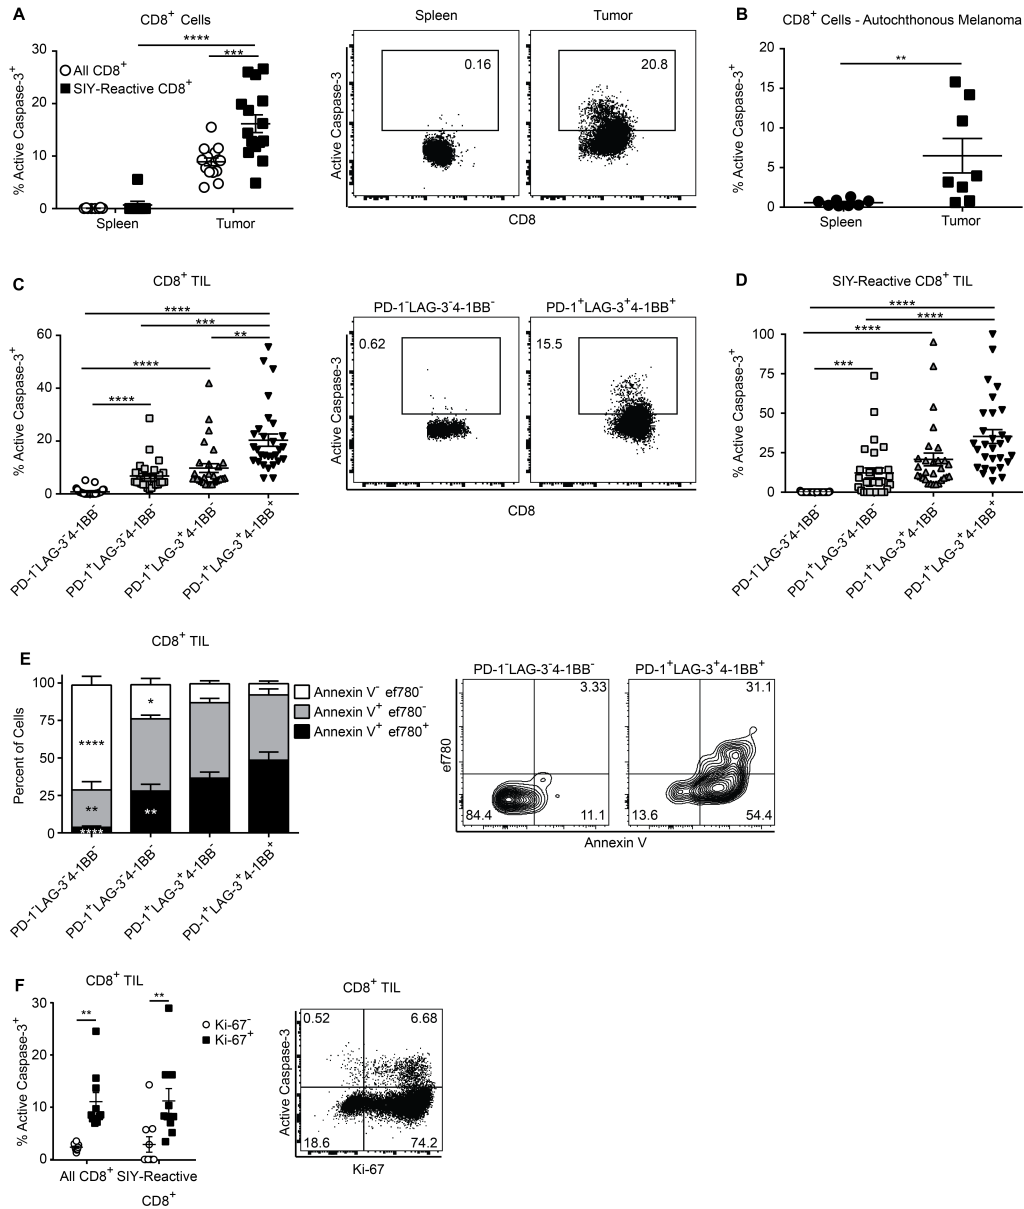 A
CD8+ Cells
****
***
30
20
10
0
% Active Caspase-3+
All CD8+
SIY-Reactive CD8+
Spleen
Tumor
Spleen
Tumor
0.16
20.8
Active Caspase-3
CD8
B
CD8+ Cells - Autochthonous Melanoma
**
20
15
10
5
0
% Active Caspase-3+
Spleen
Tumor
C
CD8+ TIL
****
***
**
****
****
60
40
20
0
% Active Caspase-3+
PD-1-LAG-3-4-1BB-
PD-1+LAG-3-4-1BB-
PD-1+LAG-3+4-1BB-
PD-1+LAG-3+4-1BB+
PD-1-LAG-3-4-1BB-
PD-1+LAG-3+4-1BB+
0.62
15.5
Active Caspase-3
CD8
D
SIY-Reactive CD8+ TIL
****
****
****
***
100
75
50
25
0
% Active Caspase-3+
PD-1-LAG-3-4-1BB-
PD-1+LAG-3-4-1BB-
PD-1+LAG-3+4-1BB-
PD-1+LAG-3+4-1BB+
E
CD8+ TIL
100
75
50
25
0
Percent of Cells
****
**
****
*
**
Annexin V- ef780-
Annexin V+ ef780-
Annexin V+ ef780+
PD-1-LAG-3-4-1BB-
PD-1+LAG-3-4-1BB-
PD-1+LAG-3+4-1BB-
PD-1+LAG-3+4-1BB+
PD-1-LAG-3-4-1BB-
PD-1+LAG-3+4-1BB+
3.33
84.4
11.1
31.1
13.6
54.4
ef780
Annexin V
F
CD8+ TIL
**
**
30
20
10
0
% Active Caspase-3+
Ki-67-
Ki-67+
All CD8+ SIY-Reactive
CD8+
CD8+ TIL
0.52
6.68
18.6
74.2
Active Caspase-3
Ki-67